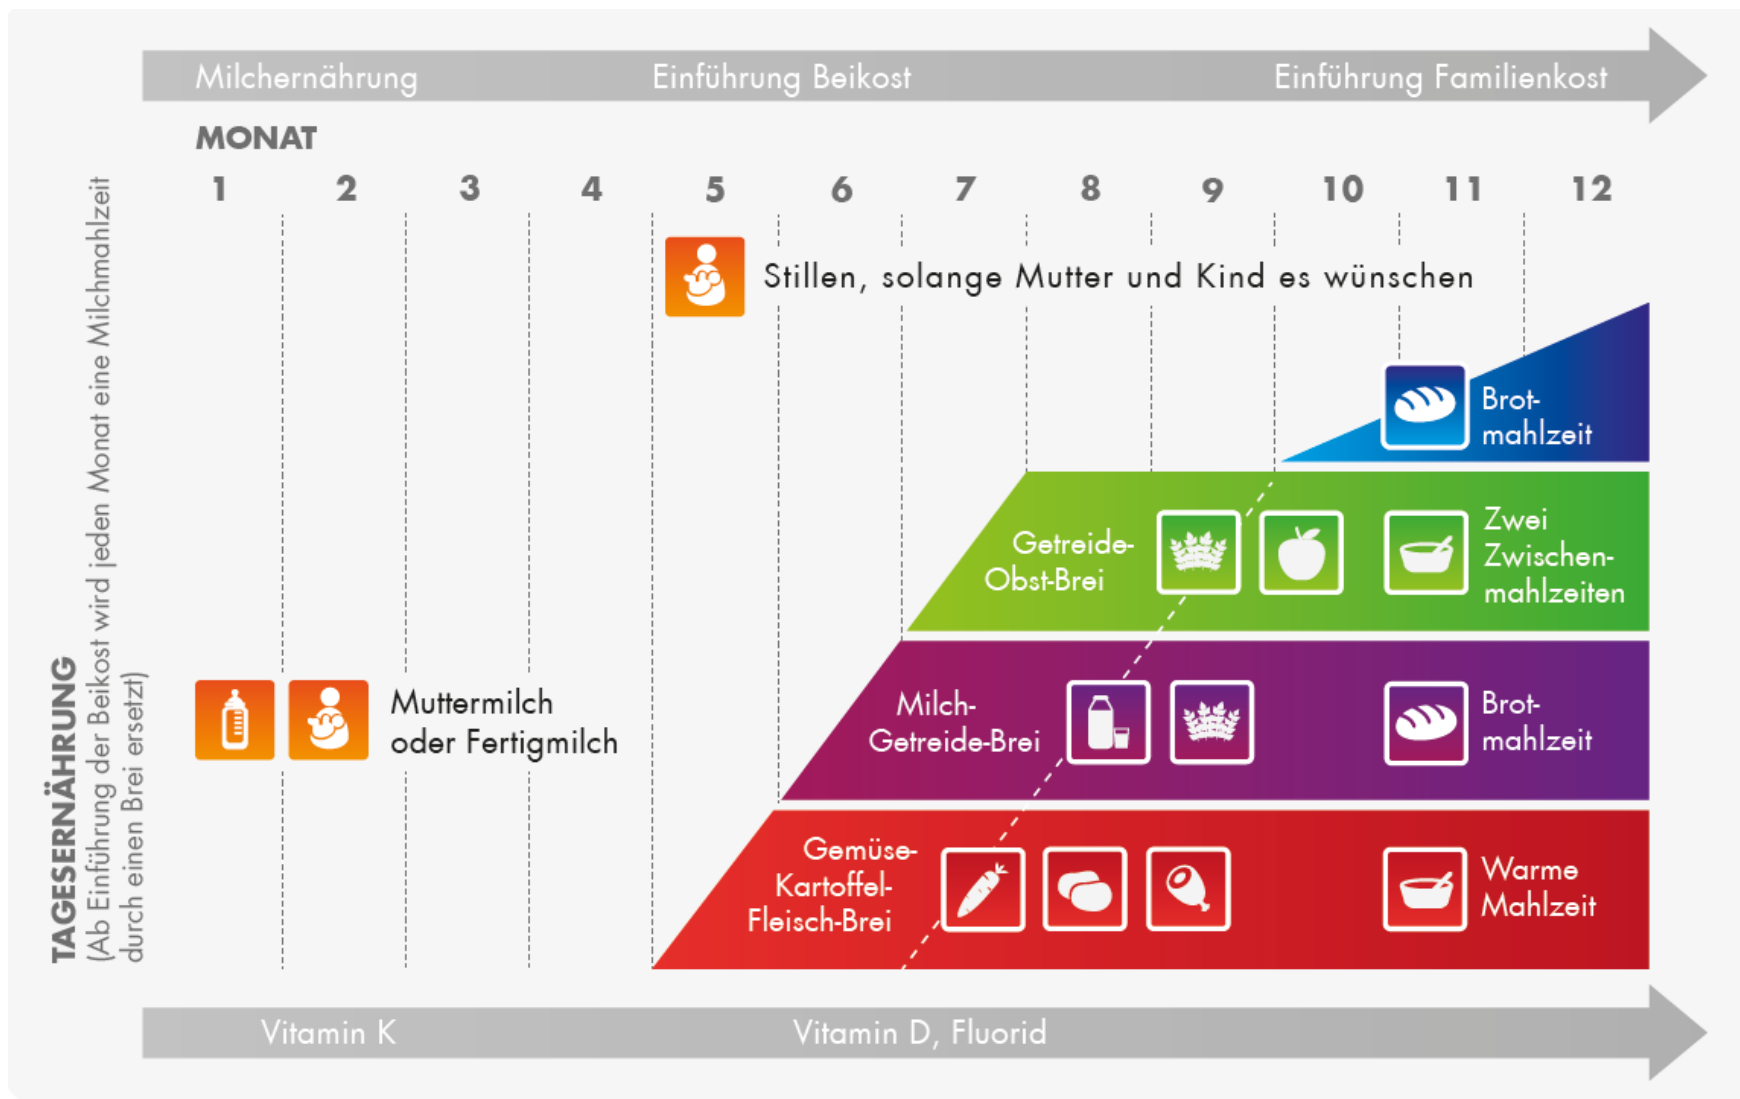 Milchernährung Einführung Beikost Einführung Familienkost
MONAT
1 2 3 4 5 6 7 8 9 10 11 12
Stillen, solange Mutter und Kind es wünschen
Brot-
mahlzeit
Getreide-
Obst-Brei
Zwei
Zwischen-
mahlzeiten
Muttermilch
oder Fertigmilch
Milch-
Getreide-Brei
Brot-
mahlzeit
Gemüse-
Kartoffel-
Fleisch-Brei
Warme
Mahlzeit
TAGESERNÄHRUNG
(Ab Einführung der Beikost wird jeden Monat eine Milchmahlzeit
durch einen Brei ersetzt)
Vitamin K Vitamin D, Fluorid